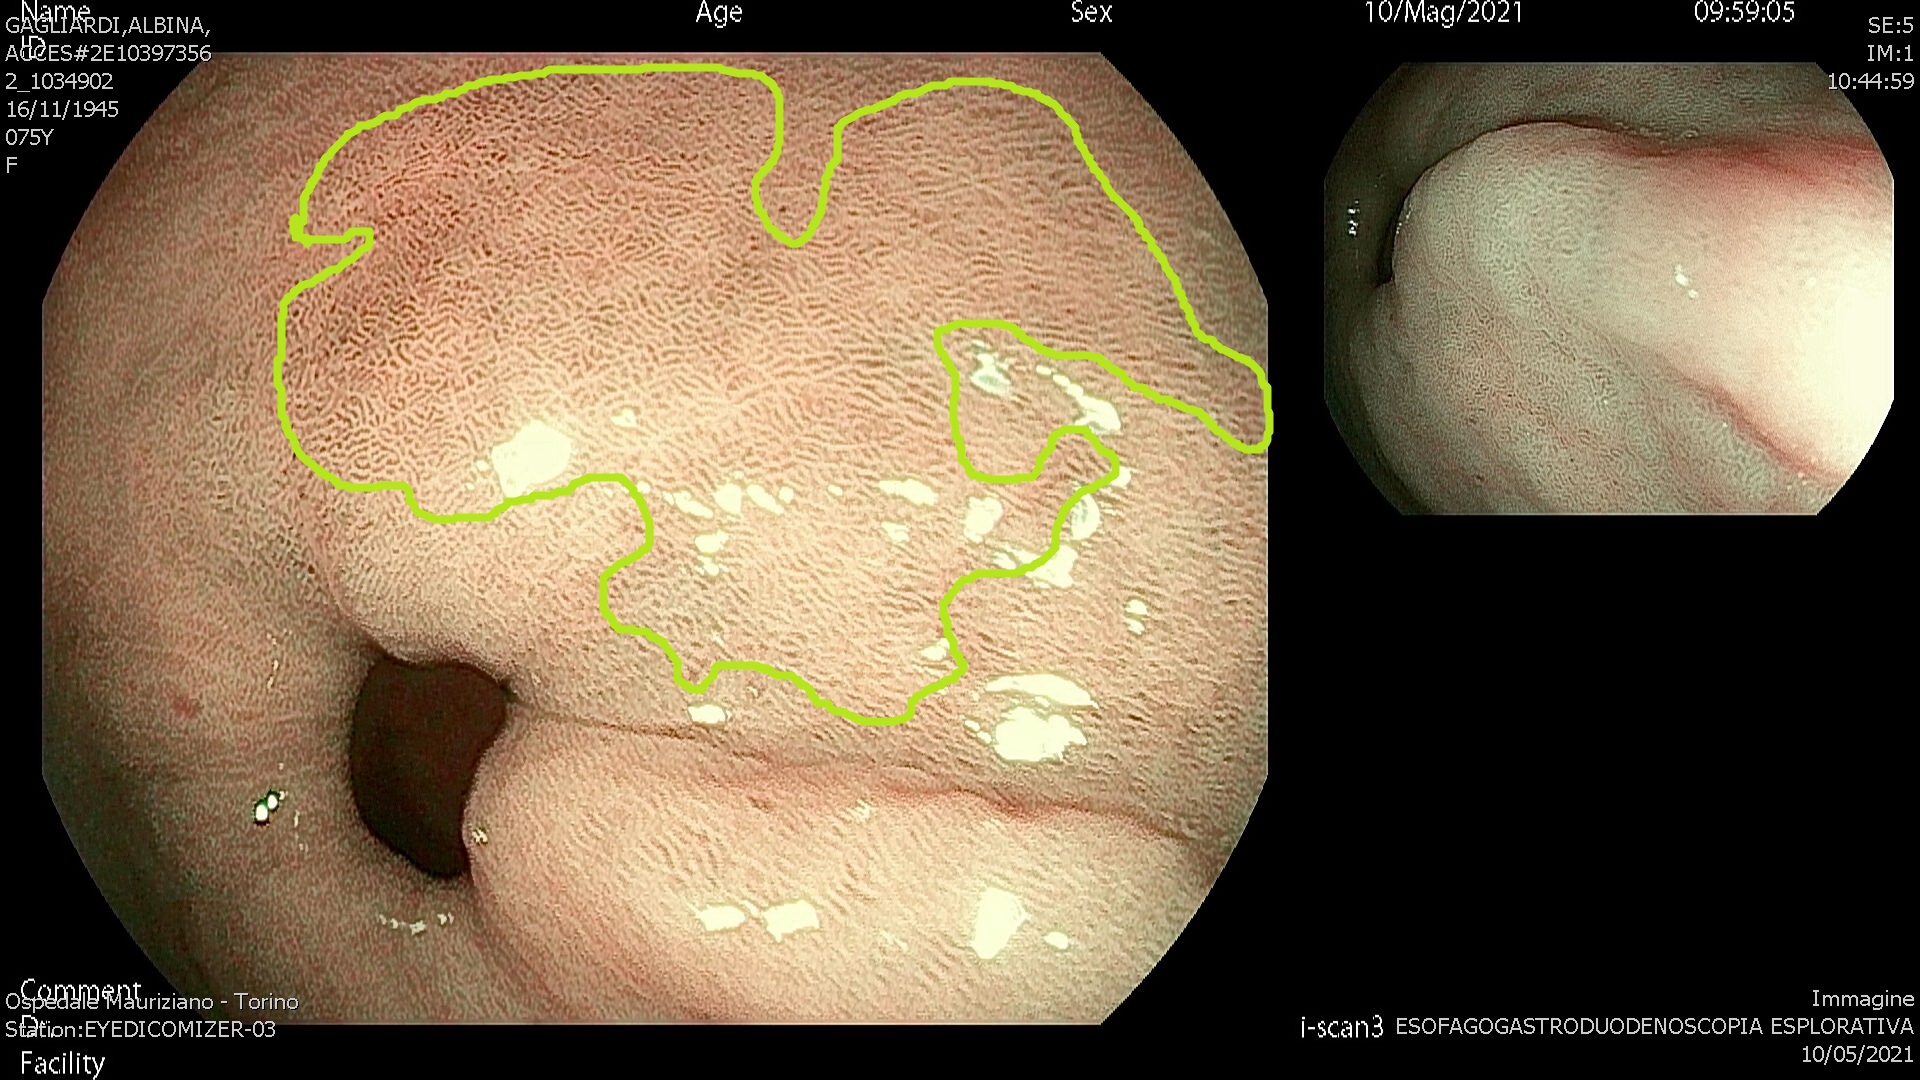 Name Age Sex 10/Mag/2021 09:59:05
GAGLIARDI,ALBINA, SE:5
ID
ACCES#2E10397356 IM:1
2_1034902 10:44:59
16/11/1945
075Y
F
Comment
Ospedale Mauriziano - Torino Immagine
D.:
Station:EYEDICOMIZER-03 i-scan3 ESOFAGOGASTRODUODENOSCOPIA ESPLORATIVA
10/05/2021
Facility